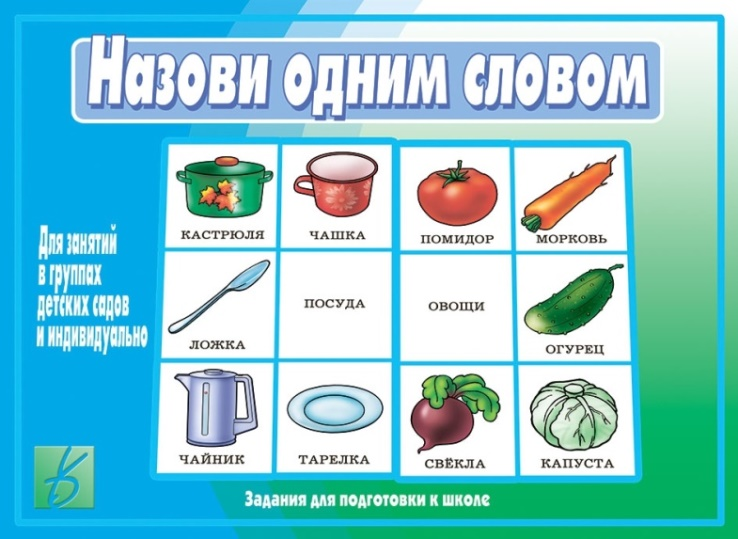 Назови одним словом
Для занятий
в группах
детских садов
и индивидуально
КАСТРЮЛЯ
ЧАШКА
ПОМИДОР
МОРКОВЬ
ЛОЖКА
ПОСУДА
ОВОЩИ
ОГУРЕЦ
ЧАЙНИК
ТАРЕЛКА
СВЁКЛА
КАПУСТА
Задания для подготовки к школе